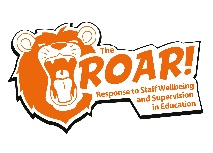 The
ROAR!
Response to Staff Wellbeing
and Supervision
in Education